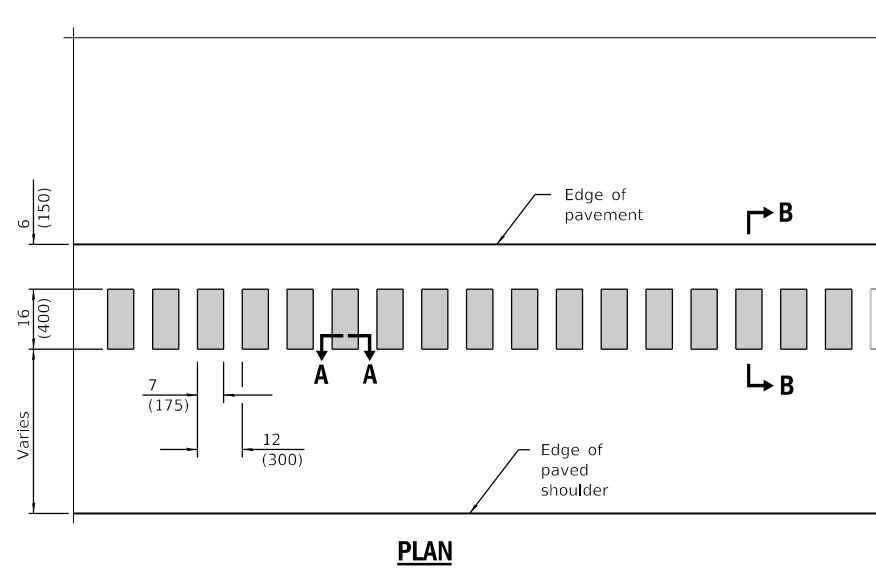 6
(150)
Edge of
pavement
B
16
(400)
A A
B
7
(175)
Varies
12
(300)
Edge of
paved
shoulder
PLAN